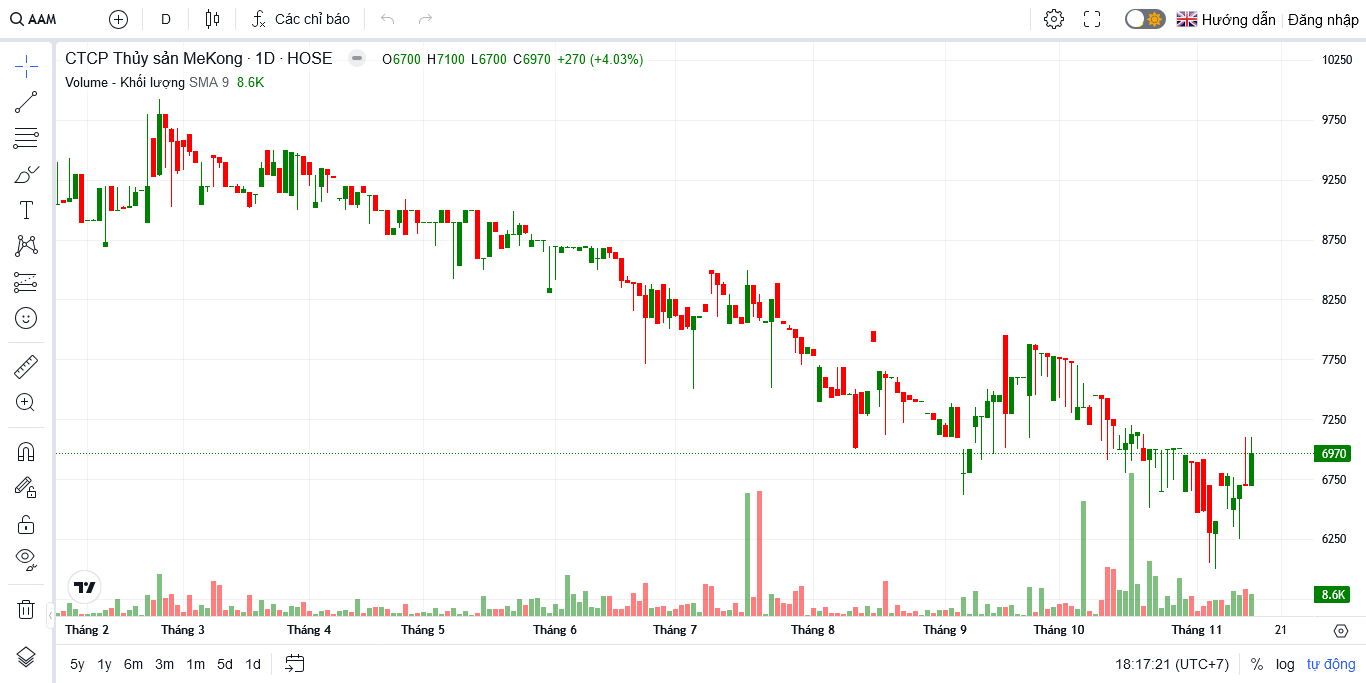 AAM D Các chỉ báo Hướng dẫn Đăng nhập
CTCP Thủy sản MeKong · 1D · HOSE O6700 H7100 L6700 C6970 +270 (+4.03%)
Volume - Khối lượng SMA 9 8.6K
10250
9750
9250
8750
8250
7750
7250
6970
6750
6250
8.6K
Tháng 2 Tháng 3 Tháng 4 Tháng 5 Tháng 6 Tháng 7 Tháng 8 Tháng 9 Tháng 10 Tháng 11 21
5y 1y 6m 3m 1m 5d 1d 18:17:21 (UTC+7) % log tự động